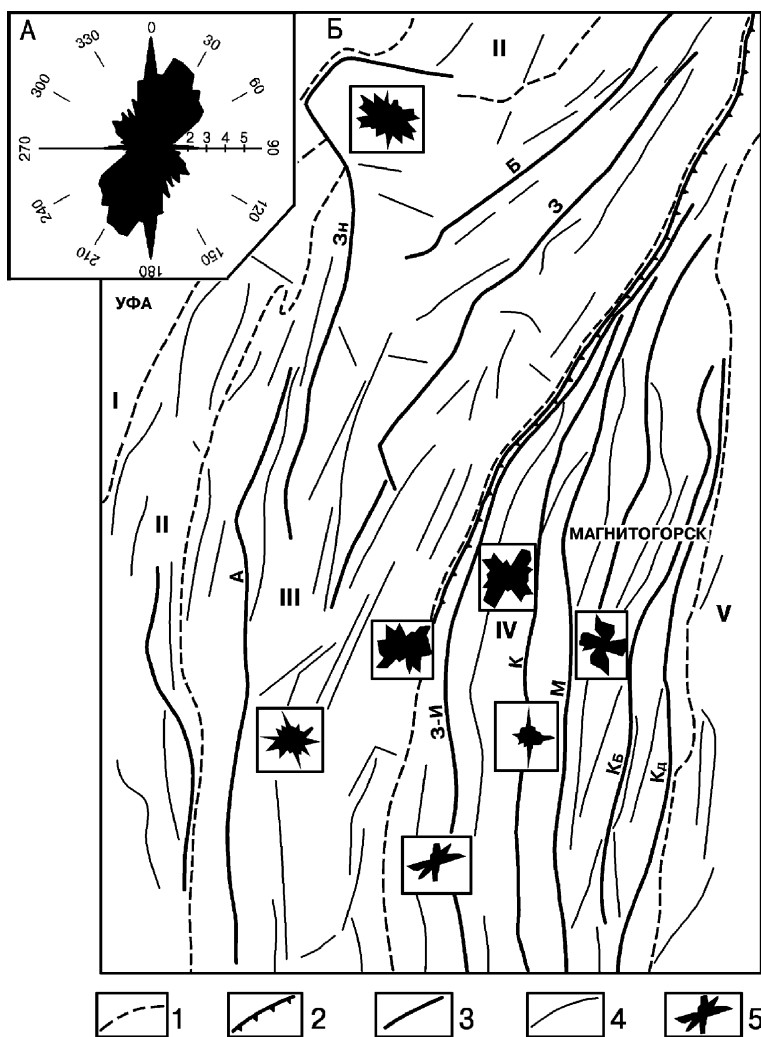 А
0
30
60
90
120
150
180
210
240
270
300
330
2 3 4 5
Б
II
Б
З
Зн
УФА
I
II
III
А
МАГНИТОГОРСК
IV
V
К
М
З-И
Кб
Кд
1
2
3
4
5